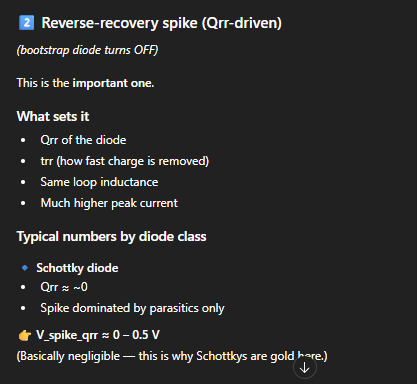 2 Reverse-recovery spike (Qrr-driven)
(bootstrap diode turns OFF)
This is the important one.
What sets it
• Qrr of the diode
• trr (how fast charge is removed)
• Same loop inductance
• Much higher peak current
Typical numbers by diode class
🔹 Schottky diode
• Qrr ≈ ~0
• Spike dominated by parasitics only
👉 V_spike_qrr ≈ 0 – 0.5 V
(Basically negligible — this is why Schottkys are gold here.)